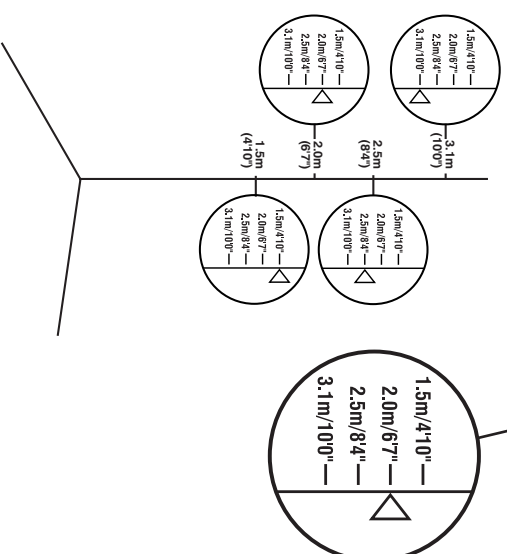 1.5m/4'10"
2.0m/6'7"
2.5m/8'4"
3.1m/10'0"
1.5m/4'10"
2.0m/6'7"
2.5m/8'4"
3.1m/10'0"
1.5m
(4'10")
2.0m
(6'7")
2.5m
(8'4")
3.1m
(10'0")
1.5m/4'10"
2.0m/6'7"
2.5m/8'4"
3.1m/10'0"
1.5m/4'10"
2.0m/6'7"
2.5m/8'4"
3.1m/10'0"
1.5m/4'10"
2.0m/6'7"
2.5m/8'4"
3.1m/10'0"